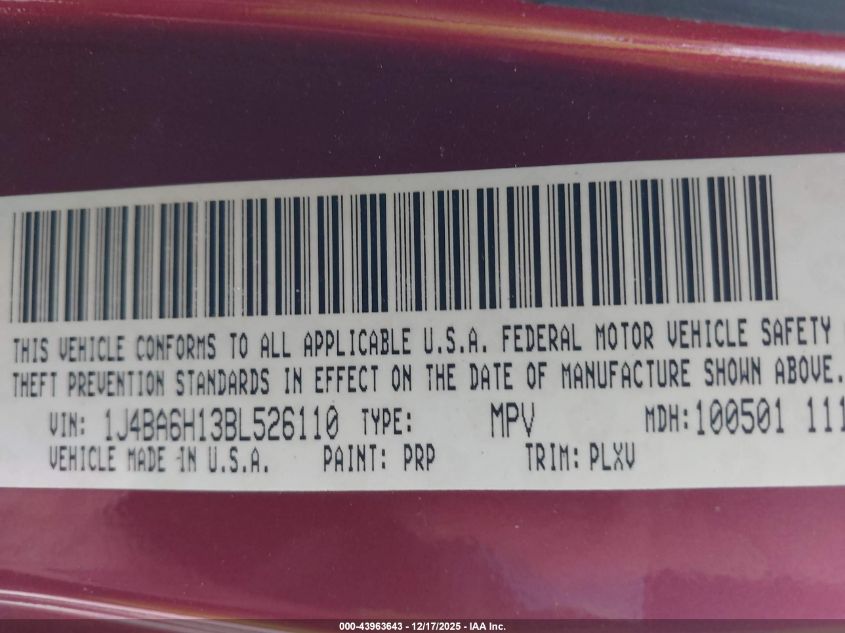 THIS VEHICLE CONFORMS TO ALL APPLICABLE U.S.A. FEDERAL MOTOR VEHICLE SAFETY
THEFT PREVENTION STANDARDS IN EFFECT ON THE DATE OF MANUFACTURE SHOWN ABOVE.
VIN: 1J4BA6H13BL526110 TYPE: MPV MDH: 100501 111
VEHICLE MADE IN U.S.A. PAINT: PRP TRIM: PLXV
000-43963643 / 12/17/2025 - IAA Inc.